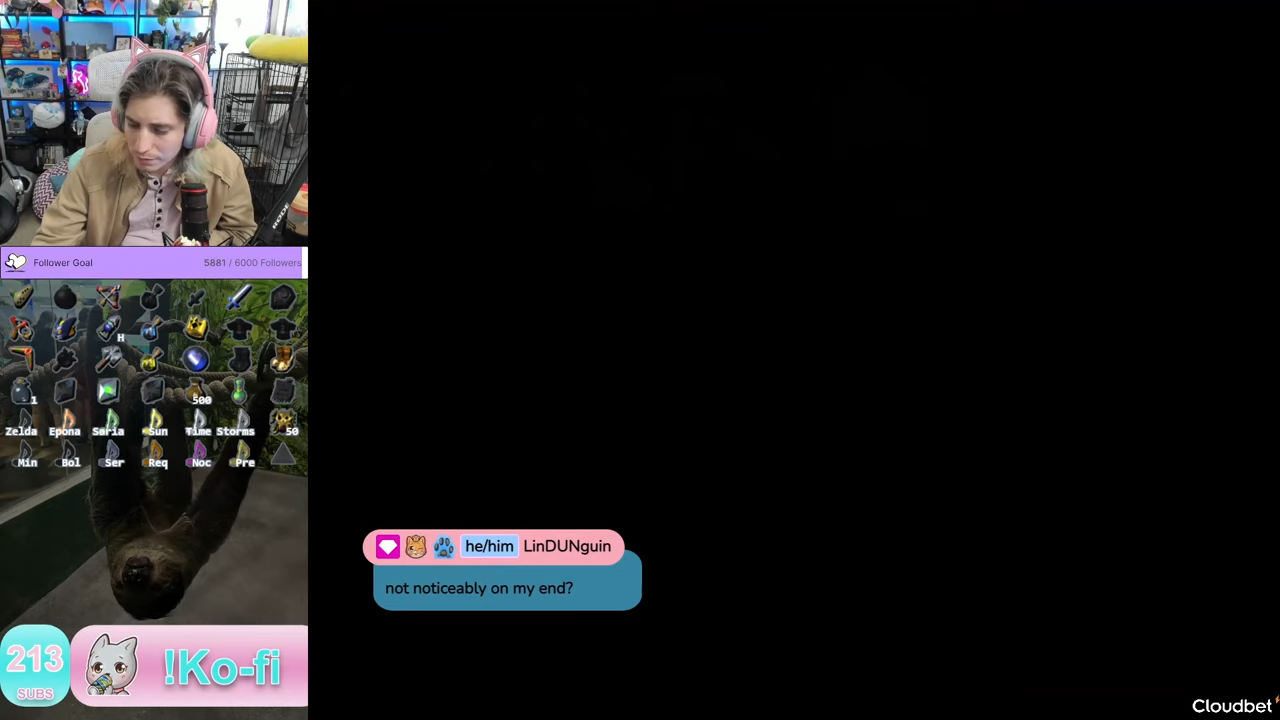 Follower Goal
5881 / 6000 Followers
H
1
500
Zelda Epona Saria Sun Time Storms 50
Min Bol Ser Req Noc Pre
RODE
he/him LinDUNguin
not noticeably on my end?
213
SUBS
!Ko-fi
Cloudbet